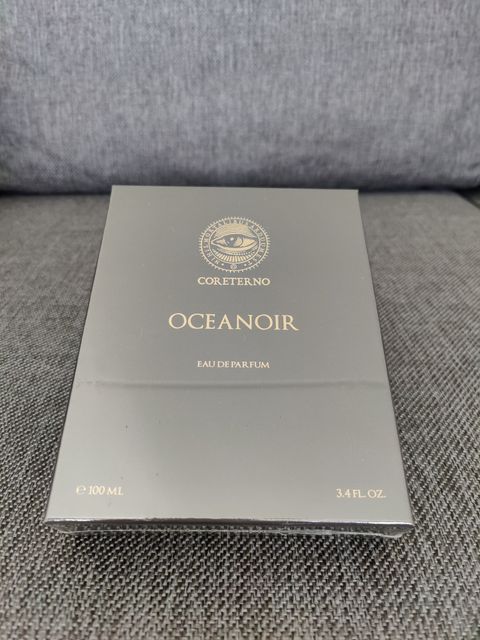 CORETERNO
OCEANOIR
EAU DE PARFUM
℮ 100 ML
3.4 FL. OZ.